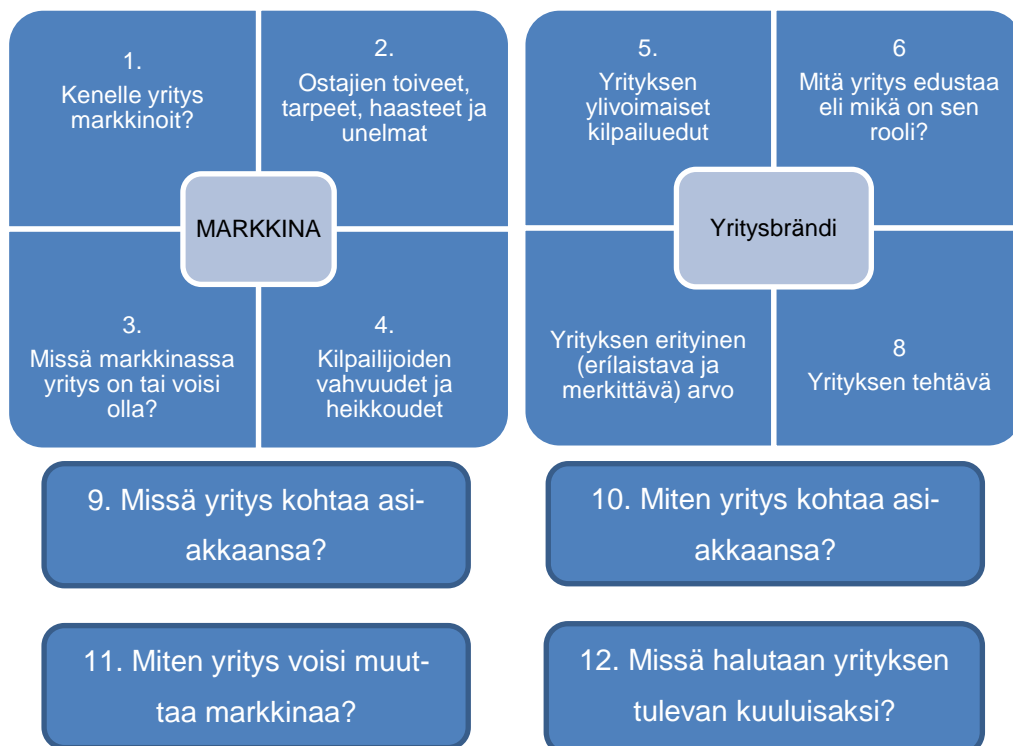 1.
Kenelle yritys
markkinoit?
2.
Ostajien toiveet,
tarpeet, haasteet ja
unelmat
MARKKINA
3.
Missä markkinassa
yritys on tai voisi
olla?
4.
Kilpailijoiden
vahvuudet ja
heikkoudet
5.
Yrityksen
ylivoimaiset
kilpailuedut
6
Mitä yritys edustaa
eli mikä on sen
rooli?
Yritysbrändi
Yrityksen erityinen
(erílaistava ja
merkittävä) arvo
8
Yrityksen tehtävä
9. Missä yritys kohtaa asi-
akkaansa?
10. Miten yritys kohtaa asi-
akkaansa?
11. Miten yritys voisi muut-
taa markkinaa?
12. Missä halutaan yrityksen
tulevan kuuluisaksi?